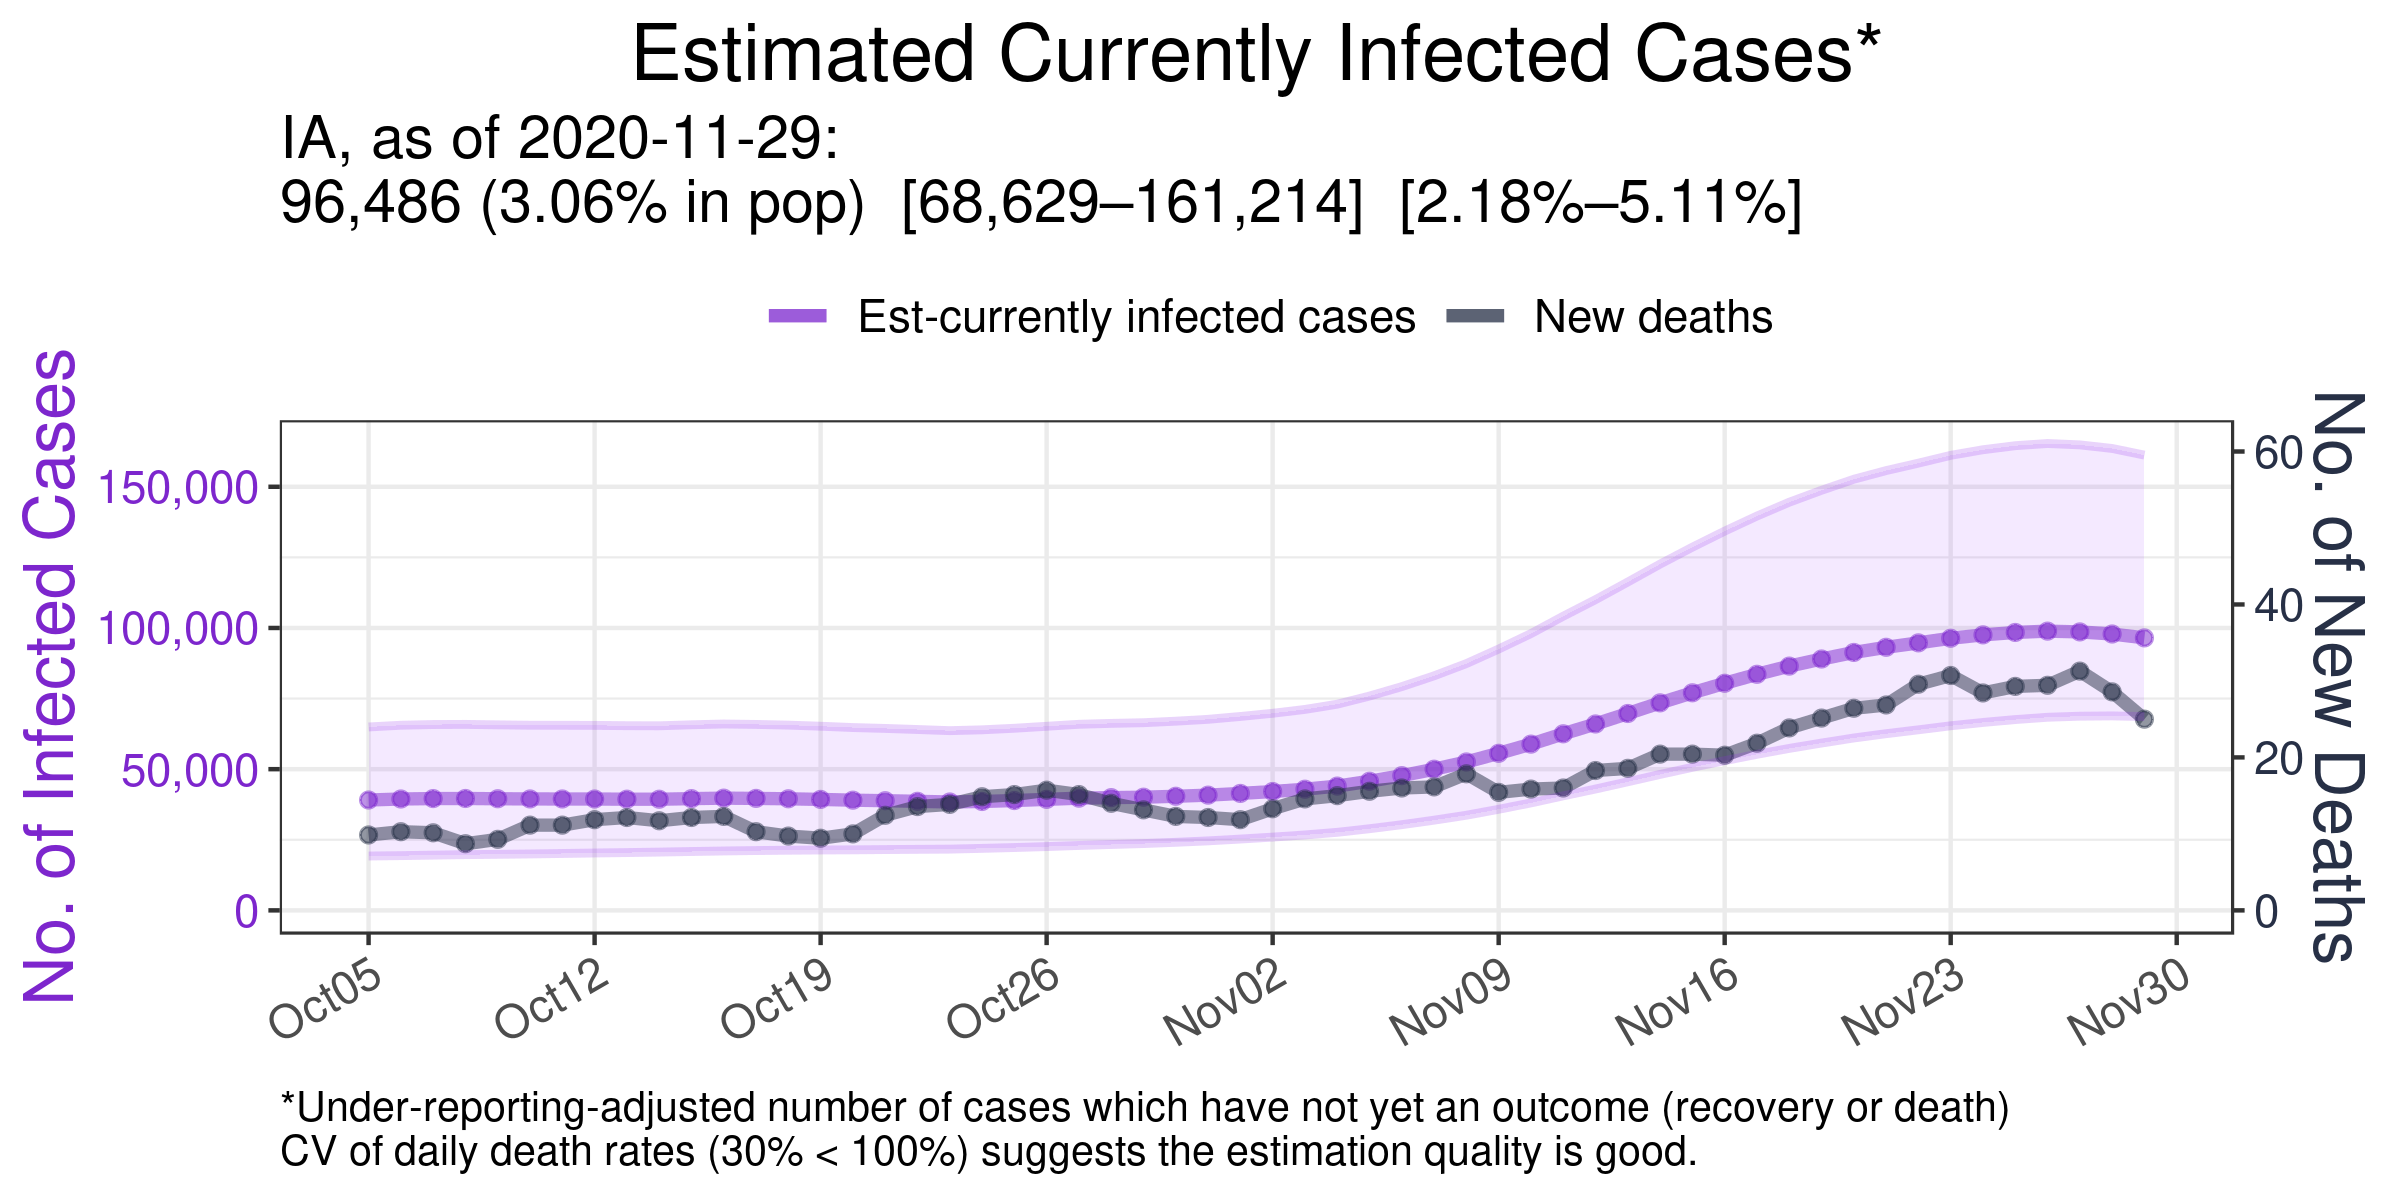 Estimated Currently Infected Cases*
IA, as of 2020-11-29:
96,486 (3.06% in pop)  [68,629–161,214]  [2.18%–5.11%]
Est-currently infected cases
New deaths
No. of Infected Cases
150,000
100,000
50,000
0
60
40
20
0
No. of New Deaths
Oct05
Oct12
Oct19
Oct26
Nov02
Nov09
Nov16
Nov23
Nov30
*Under-reporting-adjusted number of cases which have not yet an outcome (recovery or death)
CV of daily death rates (30% < 100%) suggests the estimation quality is good.